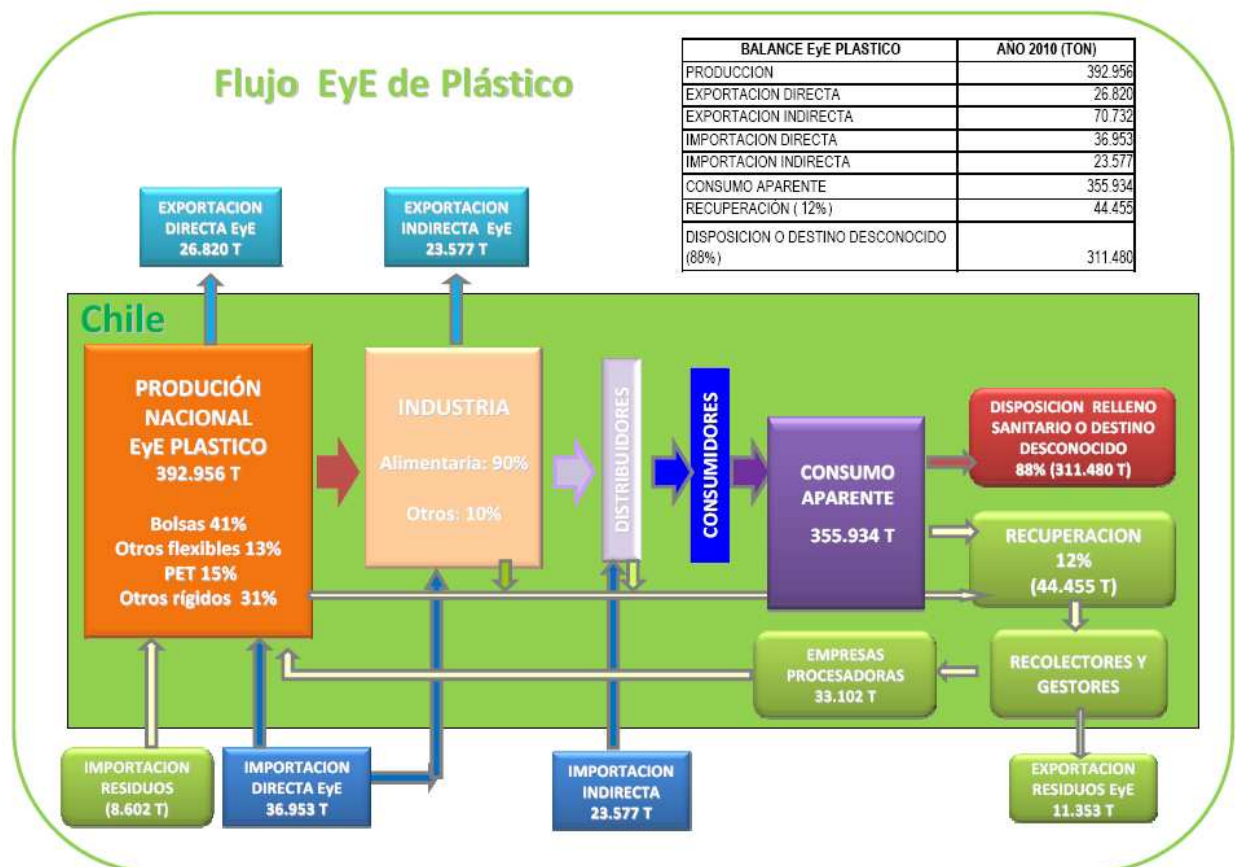 Flujo EyE de Plástico
BALANCE EyE PLASTICO AÑO 2010 (TON)
PRODUCCION 392.956
EXPORTACION DIRECTA 26.820
EXPORTACION INDIRECTA 70.732
IMPORTACION DIRECTA 36.953
IMPORTACION INDIRECTA 23.577
CONSUMO APARENTE 355.934
RECUPERACIÓN ( 12%) 44.455
DISPOSICION O DESTINO DESCONOCIDO
(88%) 311.480
EXPORTACION
DIRECTA EyE
26.820 T
EXPORTACION
INDIRECTA EyE
23.577 T
Chile
PRODUCIÓN
NACIONAL
EyE PLASTICO
392.956 T
Bolsas 41%
Otros flexibles 13%
PET 15%
Otros rígidos 31%
INDUSTRIA
Alimentaria: 90%
Otros: 10%
DISTRIBUIDORES
CONSUMIDORES
CONSUMO
APARENTE
355.934 T
DISPOSICION RELLENO
SANITARIO O DESTINO
DESCONOCIDO
88% (311.480 T)
RECUPERACION
12%
(44.455 T)
EMPRESAS
PROCESADORAS
33.102 T
RECOLECTORES Y
GESTORES
IMPORTACION
RESIDUOS
(8.602 T)
IMPORTACION
DIRECTA EyE
36.953 T
IMPORTACION
INDIRECTA
23.577 T
EXPORTACION
RESIDUOS EyE
11.353 T